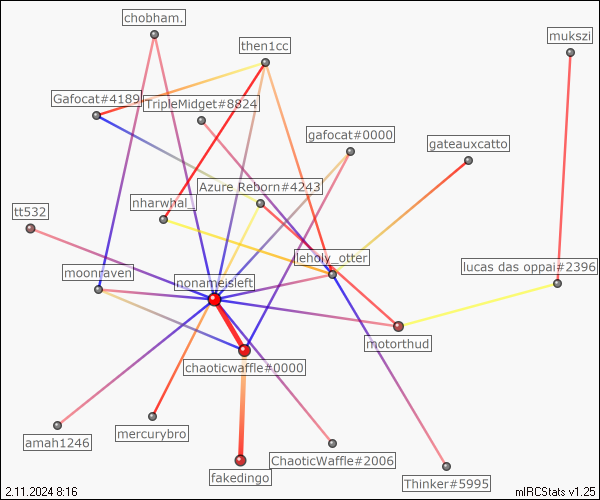 chobham.
mukszi
then1cc
Gafocat#4189
TripleMidget#8824
gafocat#0000
gateauxcatto
Azure Reborn#4243
nharwhal_
tt532
leholy_otter
lucas das oppai#2396
moonraven
nonameisleft
motorthud
chaoticwaffle#0000
mercurybro
amah1246
ChaoticWaffle#2006
fakedingo
Thinker#5995
2.11.2024 8:16
mIRCStats v1.25